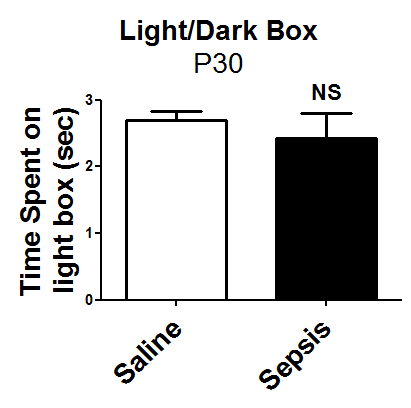 Light/Dark Box
P30
NS
Time Spent on
light box (sec)
3
2
1
0
Saline
Sepsis